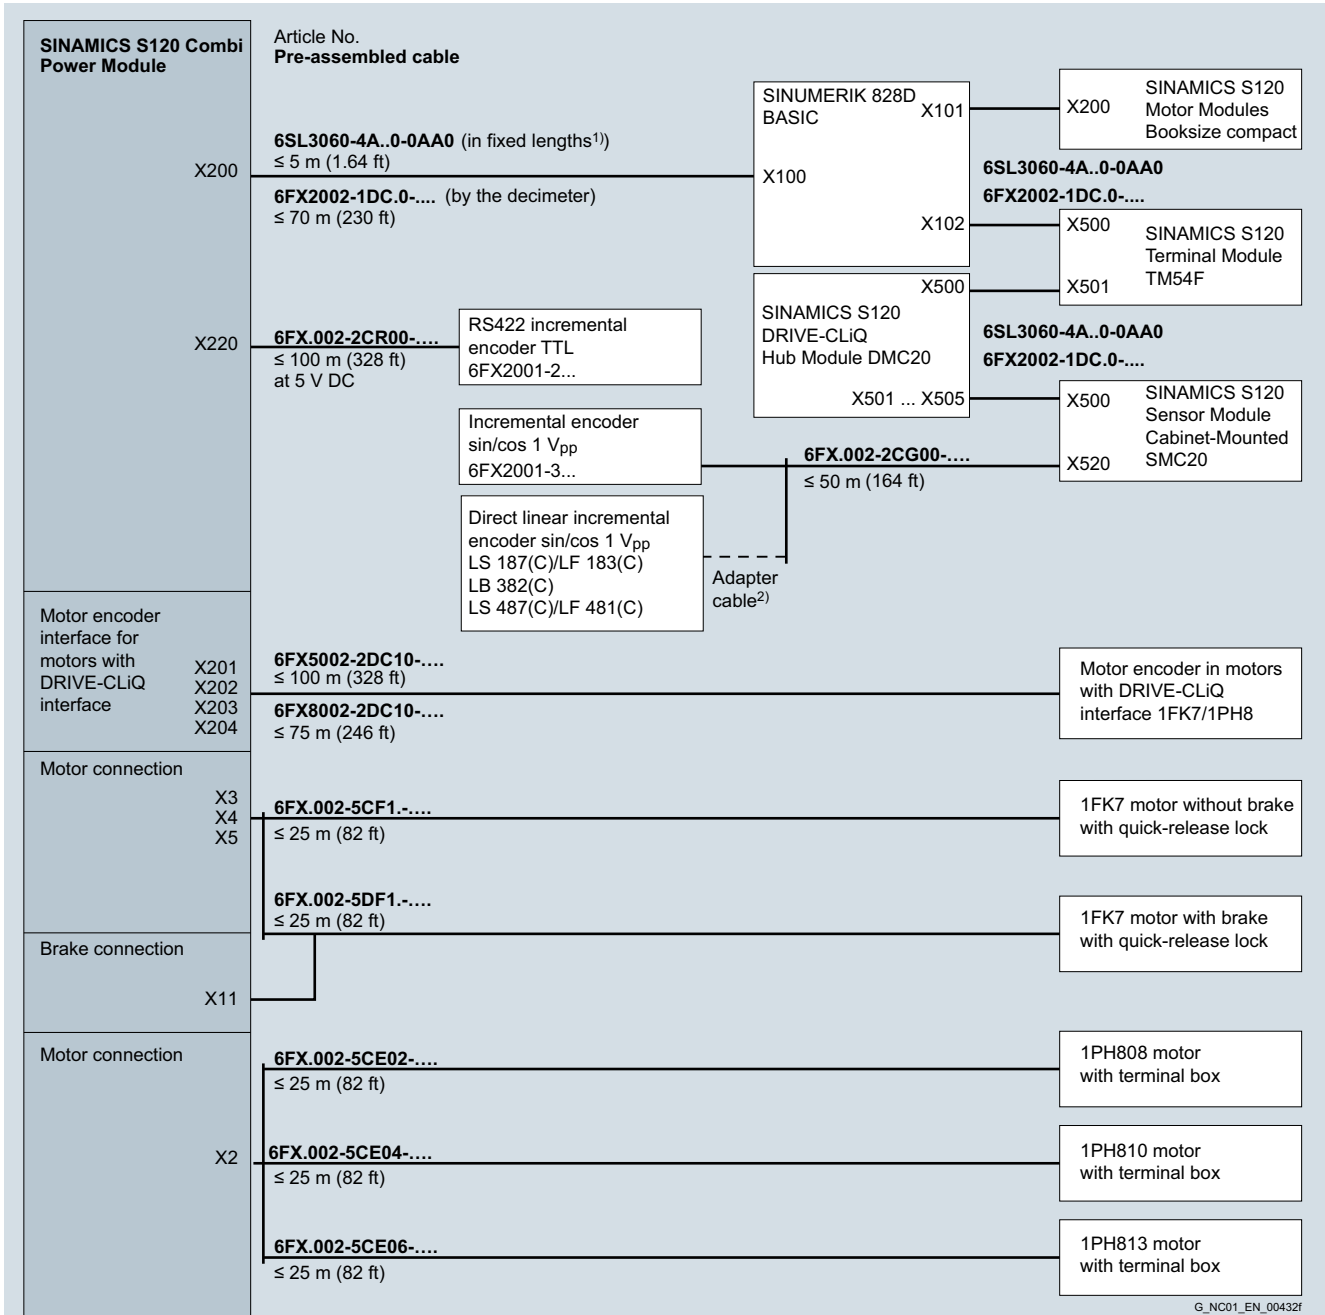 SINAMICS S120 Combi
Power Module
Article No.
Pre-assembled cable
X200
6SL3060-4A..0-0AA0 (in fixed lengths1))
≤ 5 m (1.64 ft)
6FX2002-1DC.0-.... (by the decimeter)
≤ 70 m (230 ft)
SINUMERIK 828D
BASIC
X101
X100
X102
X200
SINAMICS S120
Motor Modules
Booksize compact
6SL3060-4A..0-0AA0
6FX2002-1DC.0-....
X500
X501
SINAMICS S120
Terminal Module
TM54F
X500
SINAMICS S120
DRIVE-CLiQ
Hub Module DMC20
X501 ... X505
6SL3060-4A..0-0AA0
6FX2002-1DC.0-....
X500
X520
SINAMICS S120
Sensor Module
Cabinet-Mounted
SMC20
X220
6FX.002-2CR00-....
≤ 100 m (328 ft)
at 5 V DC
RS422 incremental
encoder TTL
6FX2001-2...
Incremental encoder
sin/cos 1 Vpp
6FX2001-3...
6FX.002-2CG00-....
≤ 50 m (164 ft)
Direct linear incremental
encoder sin/cos 1 Vpp
LS 187(C)/LF 183(C)
LB 382(C)
LS 487(C)/LF 481(C)
Adapter
cable2)
Motor encoder
interface for
motors with
DRIVE-CLiQ
interface
X201
X202
X203
X204
6FX5002-2DC10-....
≤ 100 m (328 ft)
6FX8002-2DC10-....
≤ 75 m (246 ft)
Motor encoder in motors
with DRIVE-CLiQ
interface 1FK7/1PH8
Motor connection
X3
X4
X5
6FX.002-5CF1.-....
≤ 25 m (82 ft)
1FK7 motor without brake
with quick-release lock
6FX.002-5DF1.-....
≤ 25 m (82 ft)
1FK7 motor with brake
with quick-release lock
Brake connection
X11
Motor connection
X2
6FX.002-5CE02-....
≤ 25 m (82 ft)
1PH808 motor
with terminal box
6FX.002-5CE04-....
≤ 25 m (82 ft)
1PH810 motor
with terminal box
6FX.002-5CE06-....
≤ 25 m (82 ft)
1PH813 motor
with terminal box
G_NC01_EN_00432f